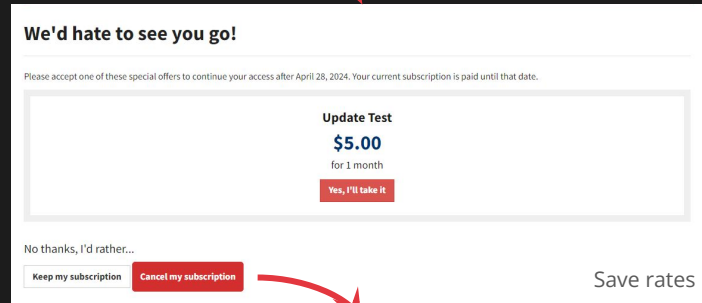 We'd hate to see you go!
Please accept one of these special offers to continue your access after April 28, 2024. Your current subscription is paid until that date.
Update Test
$5.00
for 1 month
Yes, I'll take it
No thanks, I'd rather...
Keep my subscription Cancel my subscription
Save rates